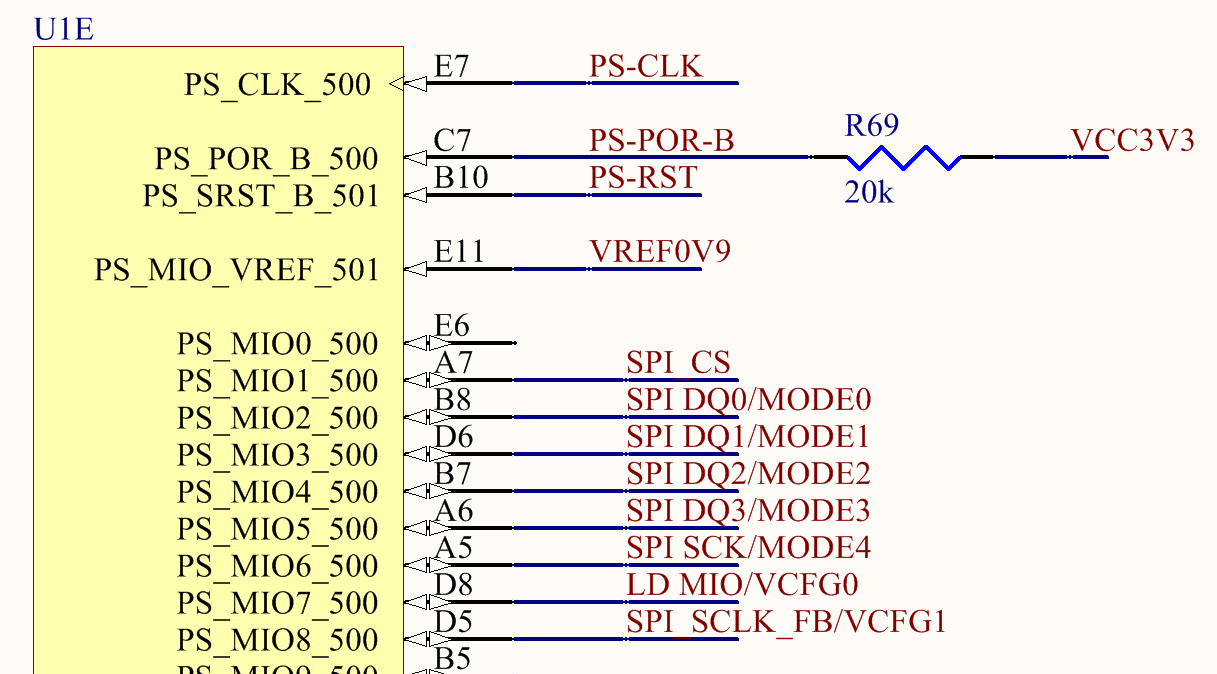 U1E
PS_CLK_500 E7 PS-CLK
R69
PS_POR_B_500 C7 PS-POR-B VCC3V3
PS_SRST_B_501 B10 PS-RST 20k
PS_MIO_VREF_501 E11 VREF0V9
PS_MIO0_500 E6
PS_MIO1_500 A7 SPI_CS
PS_MIO2_500 B8 SPI DQ0/MODE0
PS_MIO3_500 D6 SPI DQ1/MODE1
PS_MIO4_500 B7 SPI DQ2/MODE2
PS_MIO5_500 A6 SPI DQ3/MODE3
PS_MIO6_500 A5 SPI SCK/MODE4
PS_MIO7_500 D8 LD MIO/VCFG0
PS_MIO8_500 D5 SPI_SCLK_FB/VCFG1
B5